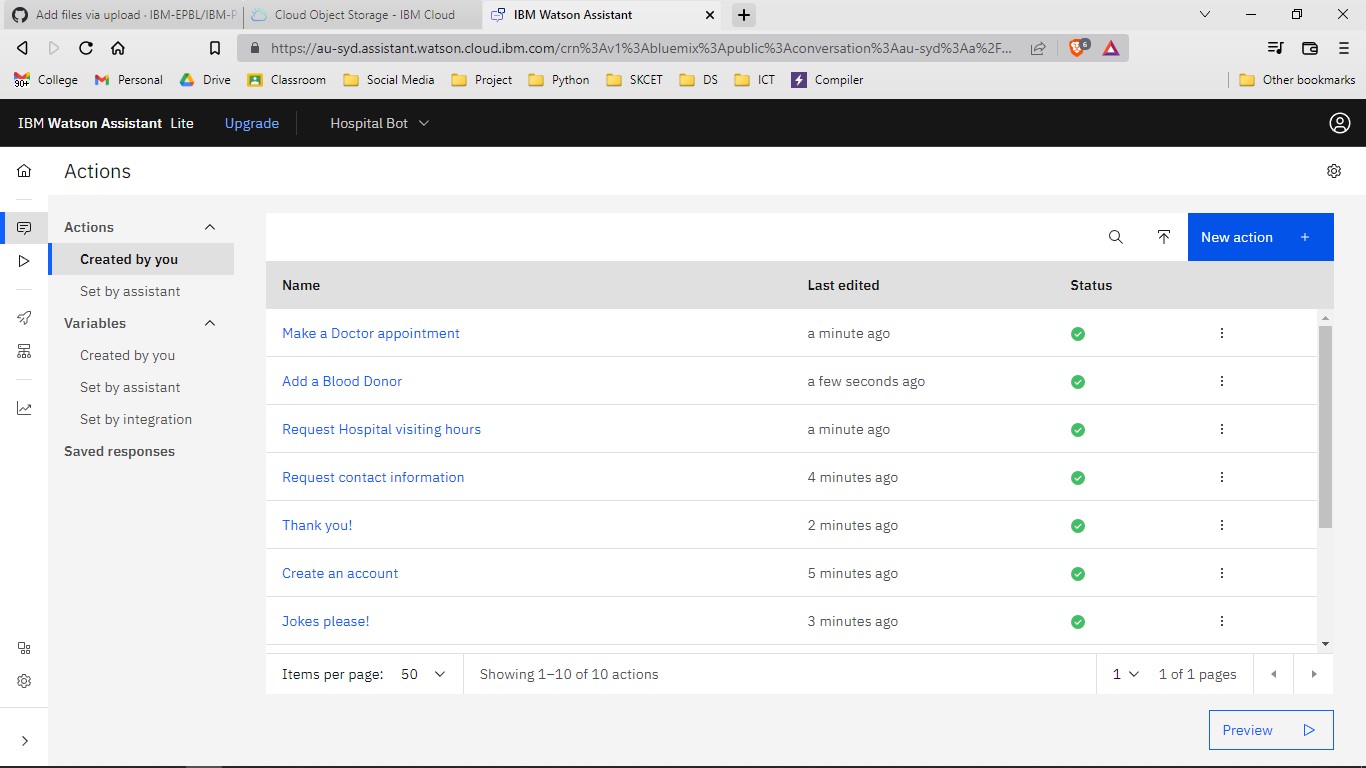 Add files via upload · IBM-EPBL/IBM-P
Cloud Object Storage - IBM Cloud
IBM Watson Assistant
https://au-syd.assistant.watson.cloud.ibm.com/crn%3Av1%3Abluemix%3Apublic%3Aconversation%3Aau-syd%3Aa%2F...
6
90+ College
Personal
Drive
Classroom
Social Media
Project
Python
SKCET
DS
ICT
Compiler
Other bookmarks
IBM Watson Assistant Lite
Upgrade
Hospital Bot
Actions
Actions
Created by you
Set by assistant
Variables
Created by you
Set by assistant
Set by integration
Saved responses
New action +
Name Last edited Status
Make a Doctor appointment a minute ago
Add a Blood Donor a few seconds ago
Request Hospital visiting hours a minute ago
Request contact information 4 minutes ago
Thank you! 2 minutes ago
Create an account 5 minutes ago
Jokes please! 3 minutes ago
Items per page: 50 Showing 1–10 of 10 actions 1 1 of 1 pages
Preview